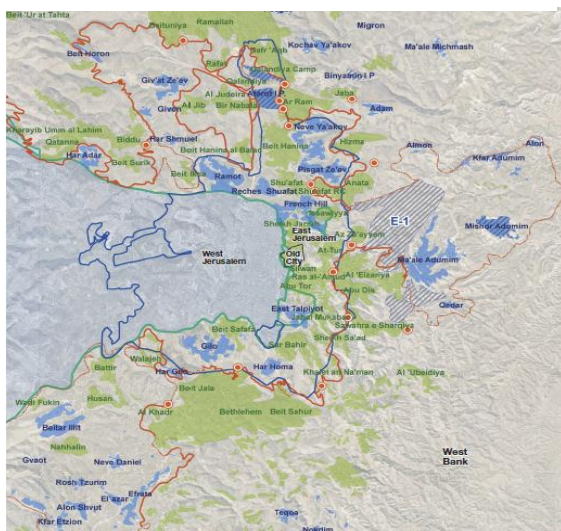 Beit 'Ur at Tahta
Beituniya
Ramallah
Migron
Kafr 'Aqb
Kochav Ya'akov
Ma'ale Michmash
Beit Horon
Rafat
Qalandiya Camp
Qalandiya
Giv'at Ze'ev
Binyamin I P
Al Judeira
Atarot I.P.
Jaba
Given
Al Jib
Bir Nabala
Ar Ram
Adam
Kharayib Umm al Lahim
Neve Ya'akov
Qatanna
Biddu
Har Shmuel
Beit Hanina al Balad
Beit Hanina
Hizma
Almon
Alon
Har Adar
Beit Surik
Kfar Adumim
Pisgat Ze'ev
Beit Iksa
Ramot
Shu'afat
Anata
Reches Shuafat
Shu'afat RC
French Hill
Issawiyya
E-1
Sheikh Jarrah
Mishor Adumim
East
Jerusalem
Az Za'ayyem
West
Jerusalem
Old
City
At-Tur
Ma'ale Adumim
Silwan
Ras al-'Amud
Al 'Eizariya
Abu Tor
Abu Dis
Qedar
East Talpiyot
Jabal Mukaber
Sawahra e Sharqiya
Beit Safafa
Sheikh Sa'ad
Gilo
Sur Bahir
Walajeh
Battir
Har Gilo
Har Homa
Khallet an Na'man
Al 'Ubeidiya
Wadi Fukin
Husan
Beit Jala
Al Khadr
Bethlehem
Beit Sahur
Beitar Illit
Nahhalin
West
Bank
Gvaot
Neve Daniel
Rosh Tzurim
El'azar
Efrata
Alon Shvut
Kfar Etzion
Teqoa
Nokdim